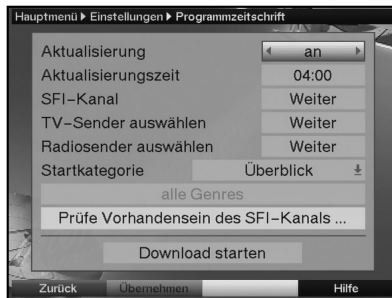 Hauptmenü ▶ Einstellungen ▶ Programmzeitschrift
Aktualisierung an
Aktualisierungszeit 04:00
SFI-Kanal Weiter
TV-Sender auswählen Weiter
Radiosender auswählen Weiter
Startkategorie Überblick
alle Genres
Prüfe Vorhandensein des SFI-Kanals ...
Download starten
Zurück Übernehmen Hilfe